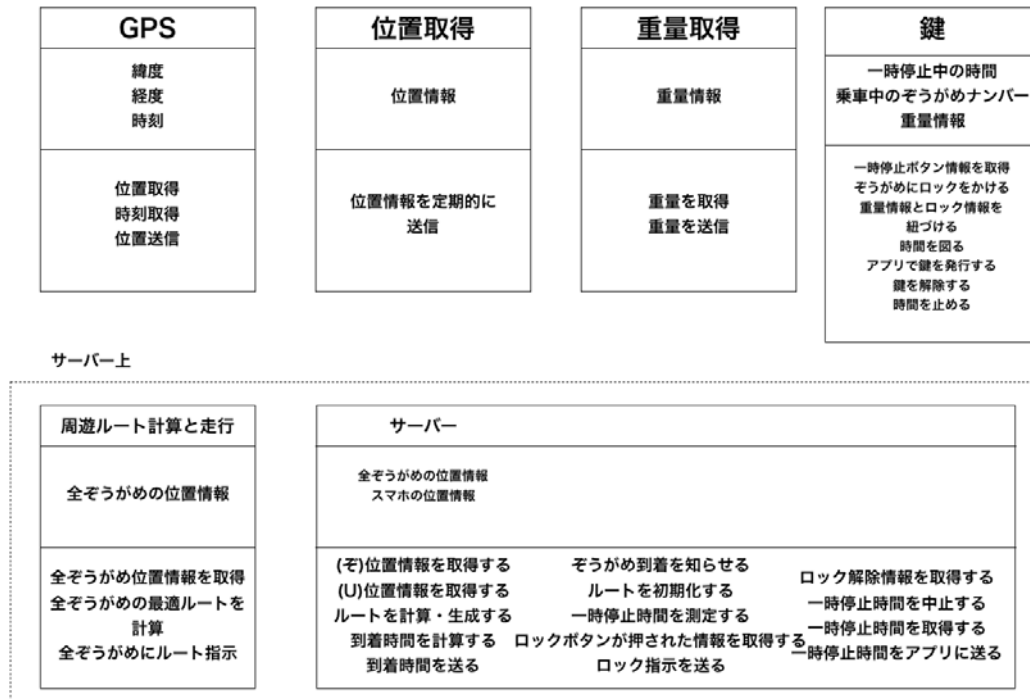 GPS
緯度
経度
時刻
位置取得
時刻取得
位置送信
位置取得
位置情報
位置情報を定期的に
送信
重量取得
重量情報
重量を取得
重量を送信
鍵
一時停止中の時間
乗車中のぞうがめナンバー
重量情報
一時停止ボタン情報を取得
ぞうがめにロックをかける
重量情報とロック情報を
紐づける
時間を図る
アプリで鍵を発行する
鍵を解除する
時間を止める
サーバー上
周遊ルート計算と走行
全ぞうがめの位置情報
全ぞうがめ位置情報を取得
全ぞうがめの最適ルートを
計算
全ぞうがめにルート指示
サーバー
全ぞうがめの位置情報
スマホの位置情報
(ぞ)位置情報を取得する
(U)位置情報を取得する
ルートを計算・生成する
到着時間を計算する
到着時間を送る
ぞうがめ到着を知らせる
ルートを初期化する
一時停止時間を測定する
ロックボタンが押された情報を取得する
ロック指示を送る
ロック解除情報を取得する
一時停止時間を中止する
一時停止時間を取得する
一時停止時間をアプリに送る